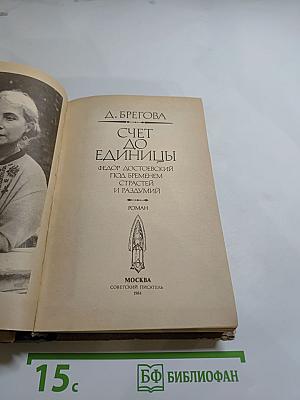 Д. БРЕГОВА
СЧЕТ
ДО
ЕДИНИЦЫ
ФЕДОР ДОСТОЕВСКИЙ
ПОД БРЕМЕНЕМ
СТРАСТЕЙ
И РАЗДУМИЙ
РОМАН
МОСКВА
СОВЕТСКИЙ ПИСАТЕЛЬ
1984
15с
БФ БИБЛИОФАН